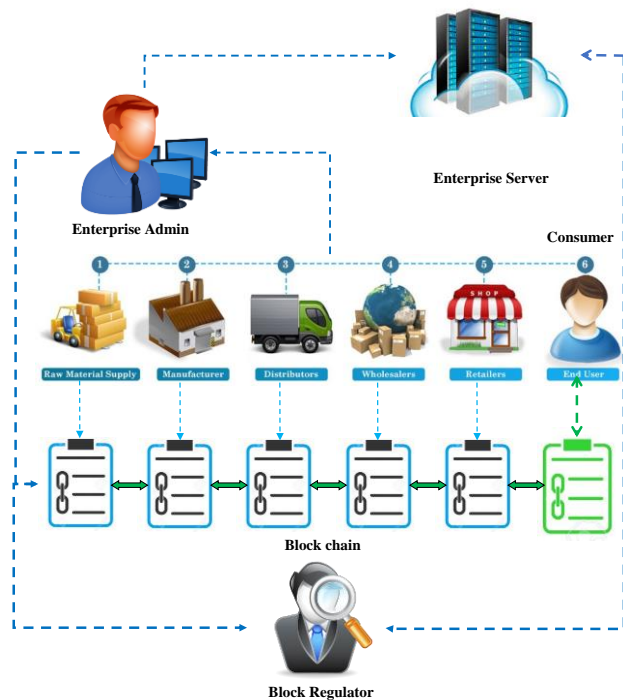 Enterprise Server
Enterprise Admin
Consumer
1 2 3 4 5 6
SHOP
Raw Material Supply Manufacturer Distributors Wholesalers Retailers End User
Block chain
Block Regulator